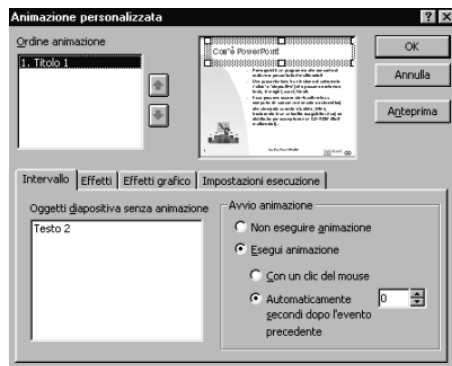 Animazione personalizzata
Ordine animazione
1. Titolo 1
Cos'è PowerPoint
OK
Annulla
Anteprima
Intervallo
Effetti
Effetti grafico
Impostazioni esecuzione
Oggetti diapositiva senza animazione
Testo 2
Avvio animazione
Non eseguire animazione
Esegui animazione
Con un clic del mouse
Automaticamente
0
secondi dopo l'evento
precedente